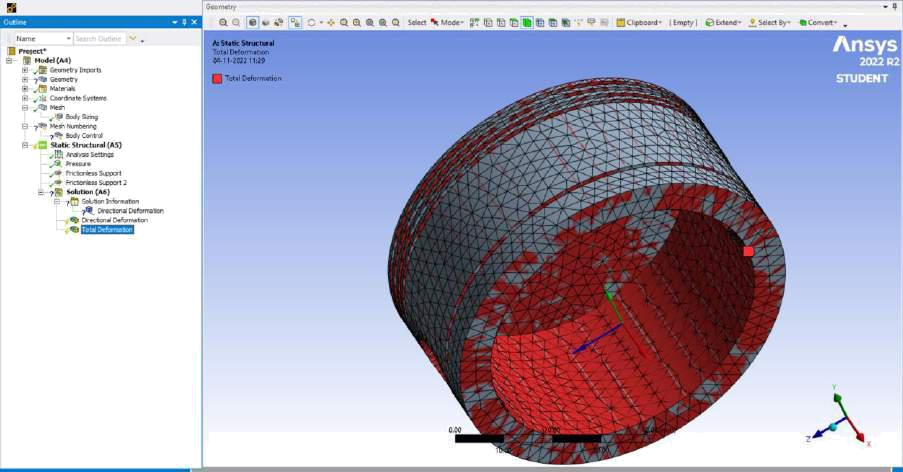 Geometry
Outline
Name
Search Outline
Select
Mode
Clipboard
[ Empty ]
Extend
Select By
Convert
Project*
Model (A4)
Geometry Imports
Geometry
Materials
Coordinate Systems
Mesh
Body Sizing
Mesh Numbering
Body Control
Static Structural (A5)
Analysis Settings
Pressure
Frictionless Support
Frictionless Support 2
Solution (A6)
Solution Information
Directional Deformation
Directional Deformation
Total Deformation
A: Static Structural
Total Deformation
04-11-2022 11:29
Total Deformation
Ansys
2022 R2
STUDENT
0.00
Y
Z
X